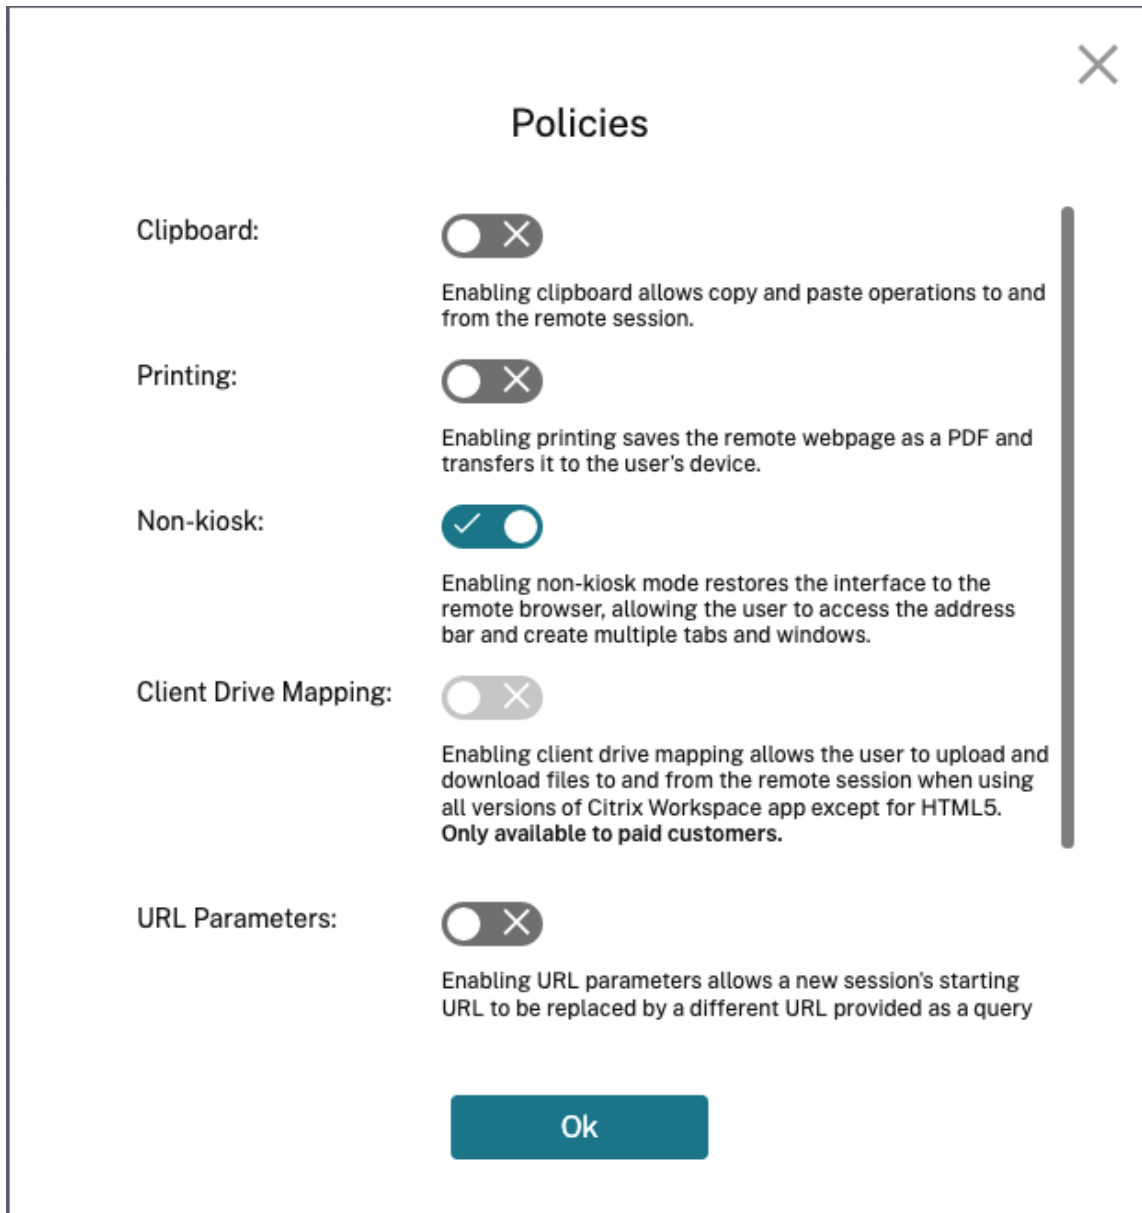 Policies
Clipboard:
Enabling clipboard allows copy and paste operations to and
from the remote session.
Printing:
Enabling printing saves the remote webpage as a PDF and
transfers it to the user's device.
Non-kiosk:
Enabling non-kiosk mode restores the interface to the
remote browser, allowing the user to access the address
bar and create multiple tabs and windows.
Client Drive Mapping:
Enabling client drive mapping allows the user to upload and
download files to and from the remote session when using
all versions of Citrix Workspace app except for HTML5.
Only available to paid customers.
URL Parameters:
Enabling URL parameters allows a new session's starting
URL to be replaced by a different URL provided as a query
Ok